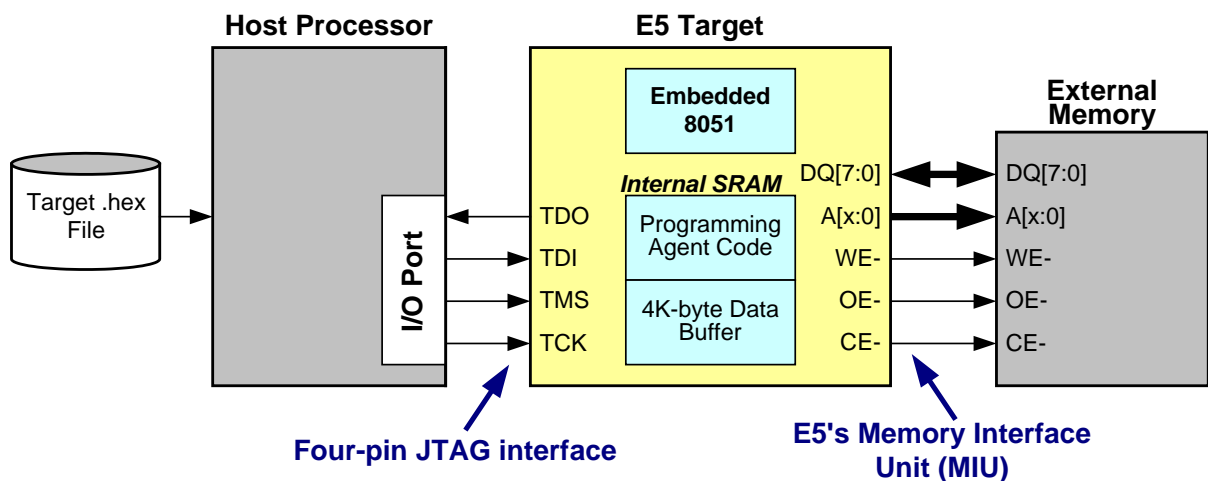 Host Processor
E5 Target
External
Memory
Target .hex
File
I/O Port
TDO
TDI
TMS
TCK
Embedded
8051
Internal SRAM
Programming
Agent Code
4K-byte Data
Buffer
DQ[7:0]
A[x:0]
WE-
OE-
CE-
DQ[7:0]
A[x:0]
WE-
OE-
CE-
Four-pin JTAG interface
E5's Memory Interface
Unit (MIU)